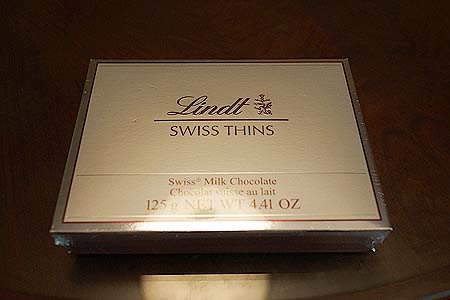 Lindt
SWISS THINS
Swiss® Milk Chocolate
Chocolat suisse au lait
125 g NET WT 4.41 OZ